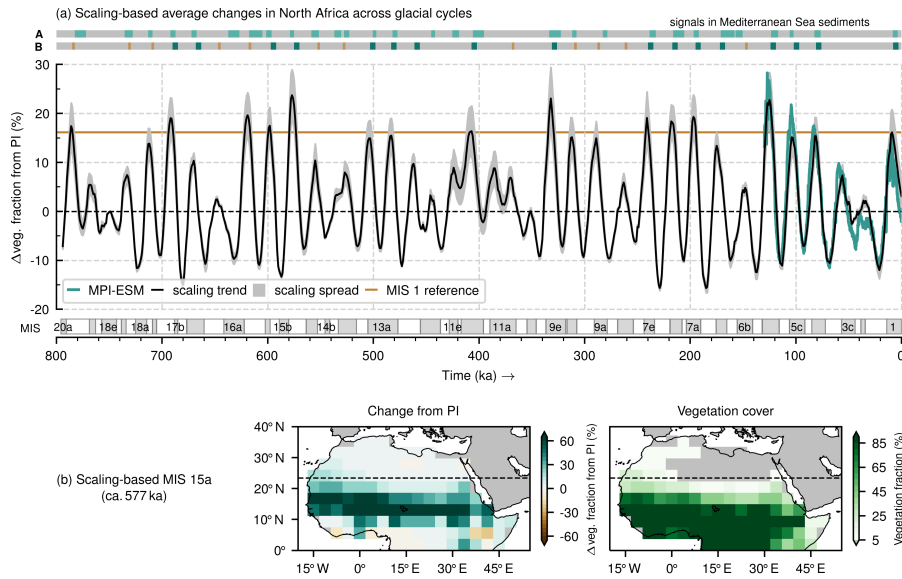 (a) Scaling-based average changes in North Africa across glacial cycles
signals in Mediterranean Sea sediments
A
B
30
20
10
0
-10
-20
Δveg. fraction from PI (%)
MPI-ESM
scaling trend
scaling spread
MIS 1 reference
MIS
20a 18e 18a 17b 16a 15b 14b 13a 11e 11a 9e 9a 7e 7a 6b 5c 3c 1
800 700 600 500 400 300 200 100 0
Time (ka) →
Change from PI
Vegetation cover
(b) Scaling-based MIS 15a
(ca. 577 ka)
40° N
30° N
20° N
10° N
0°
15° W 0° 15° E 30° E 45° E
60
30
0
-30
-60
Δveg. fraction from PI (%)
15° W 0° 15° E 30° E 45° E
85
65
45
25
5
Vegetation fraction (%)